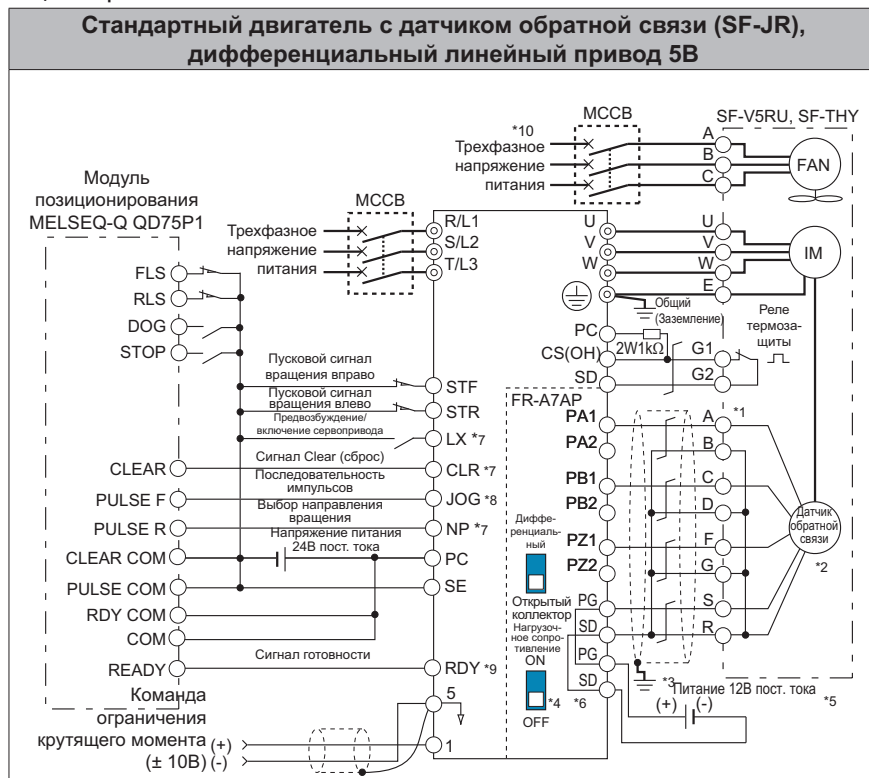 Стандартный двигатель с датчиком обратной связи (SF-JR),
дифференциальный линейный привод 5В
MCCB
SF-V5RU, SF-THY
*10
Трехфазное
напряжение
питания
A
B
C
FAN
Модуль
позиционирования
MELSEQ-Q QD75P1
MCCB
Трехфазное
напряжение
питания
R/L1
S/L2
T/L3
U
V
W
U
V
W
E
IM
Общий
(Заземление)
Реле
термоза-
щиты
FLS
RLS
DOG
STOP
PC
CS(OH)
SD
2W1kΩ
G1
G2
Пусковой сигнал
вращения вправо
STF
Пусковой сигнал
вращения влево
STR
Предвозбуждение/
включение сервопривода
LX *7
FR-A7AP
PA1
PA2
PB1
PB2
PZ1
PZ2
PG
SD
PG
SD
A
*1
B
C
D
F
G
S
R
Датчик
обратной
связи
*2
CLEAR
Сигнал Clear (сброс)
CLR *7
PULSE F
Последовательность
импульсов
JOG *8
PULSE R
Выбор направления
вращения
NP *7
CLEAR COM
Напряжение питания
24В пост. тока
PC
PULSE COM
SE
RDY COM
COM
READY
Сигнал готовности
RDY *9
Диффе-
ренциаль-
ный
Открытый
коллектор
Нагрузоч-
ное сопро-
тивление
ON
*4
OFF
*6
*3
Питание 12В пост. тока
*5
(+)
(-)
Команда
ограничения
крутящего момента (+)
(± 10В) (-)
5
1